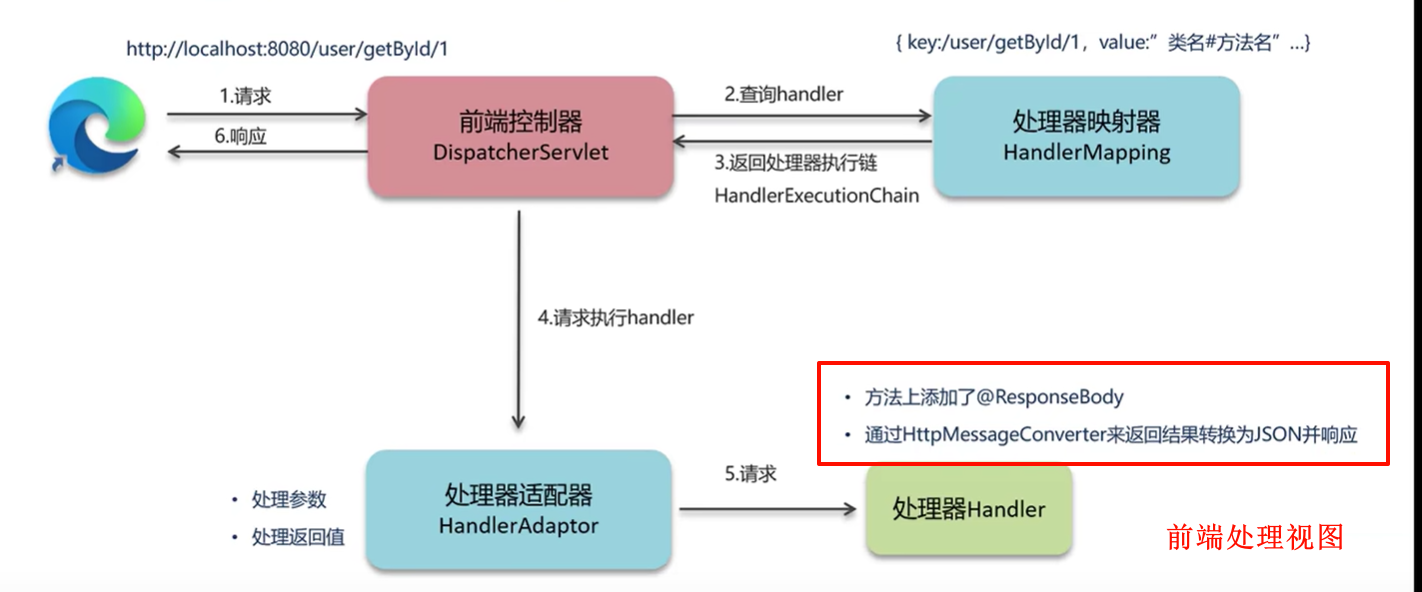 http://localhost:8080/user/getById/1
{ key:/user/getById/1，value:”类名#方法名”...}
1.请求
6.响应
前端控制器
DispatcherServlet
2.查询handler
3.返回处理器执行链
HandlerExecutionChain
处理器映射器
HandlerMapping
4.请求执行handler
• 方法上添加了@ResponseBody
• 通过HttpMessageConverter来返回结果转换为JSON并响应
• 处理参数
• 处理返回值
处理器适配器
HandlerAdaptor
5.请求
处理器Handler
前端处理视图